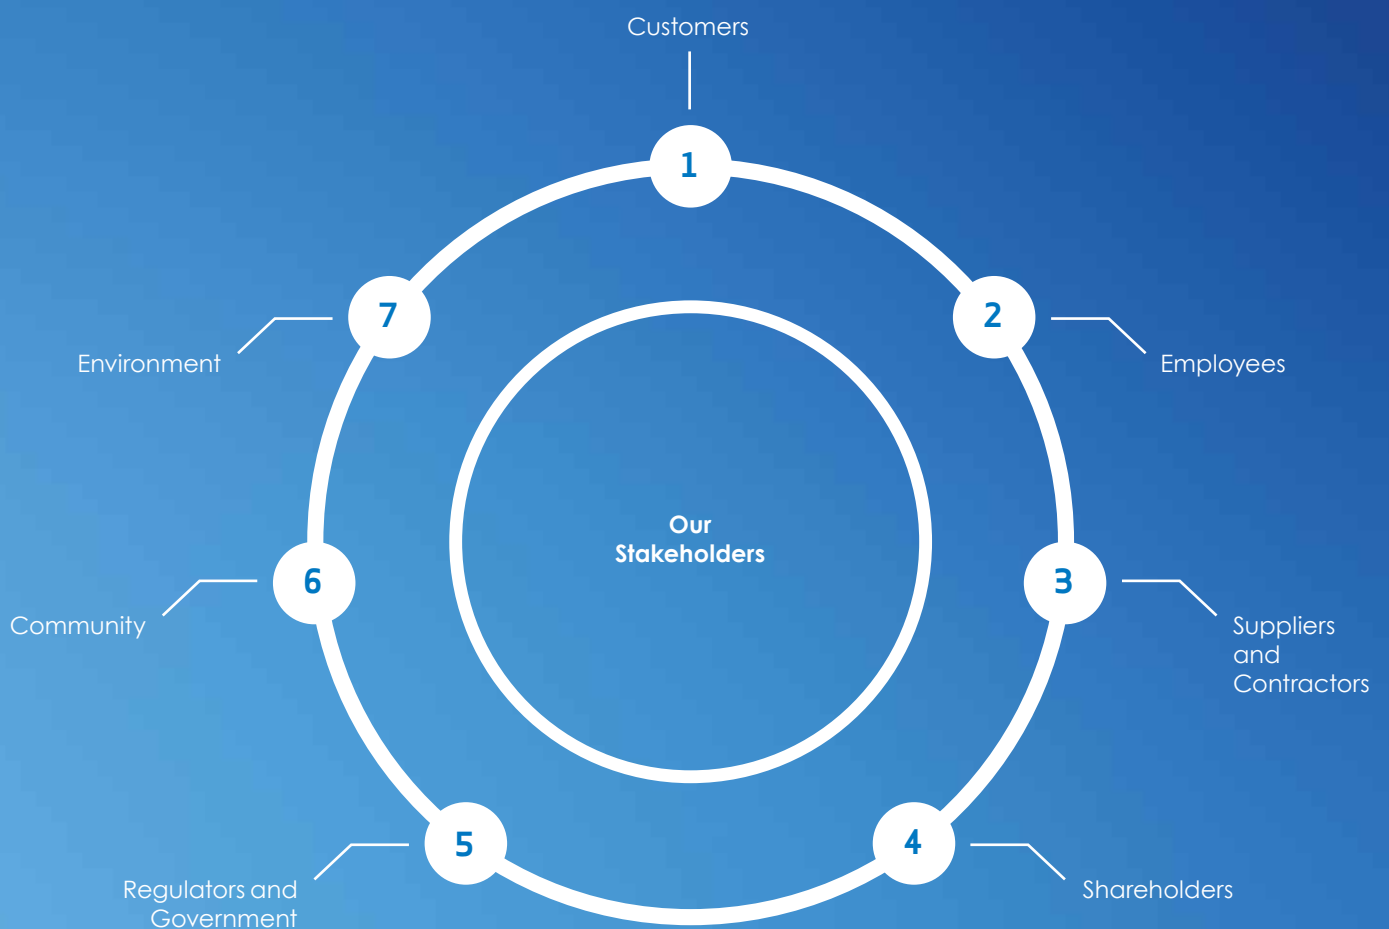 Customers
1
7
2
Environment
Employees
Our
Stakeholders
6
3
Community
Suppliers
and
Contractors
5
4
Regulators and
Government
Shareholders